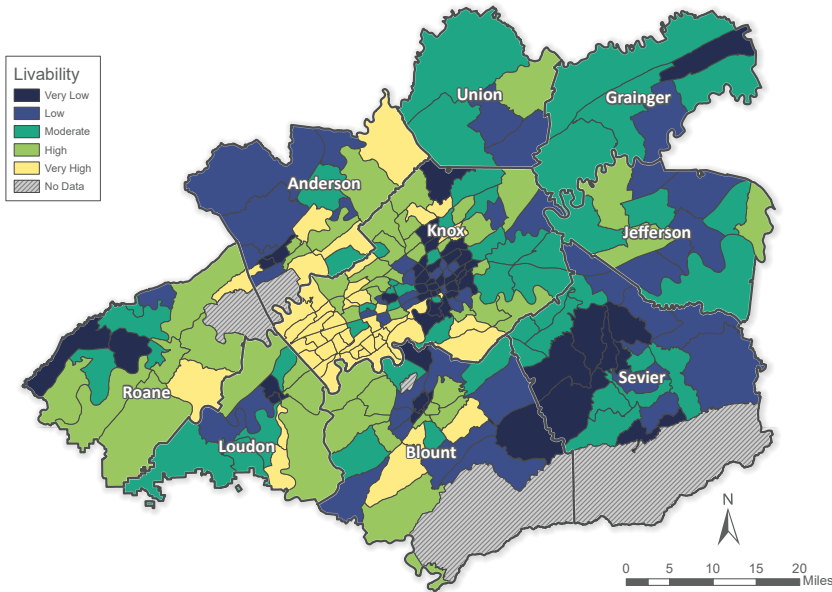 Livability
Very Low
Low
Moderate
High
Very High
No Data
Union
Grainger
Anderson
Knox
Jefferson
Roane
Loudon
Blount
Sevier
N
0 5 10 15 20
Miles